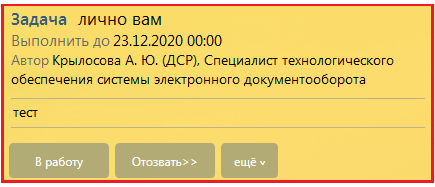 Задача лично вам
Выполнить до 23.12.2020 00:00
Автор Крылосова А. Ю. (ДСР), Специалист технологического
обеспечения системы электронного документооборота
тест
В работу Отозвать>> ещё v